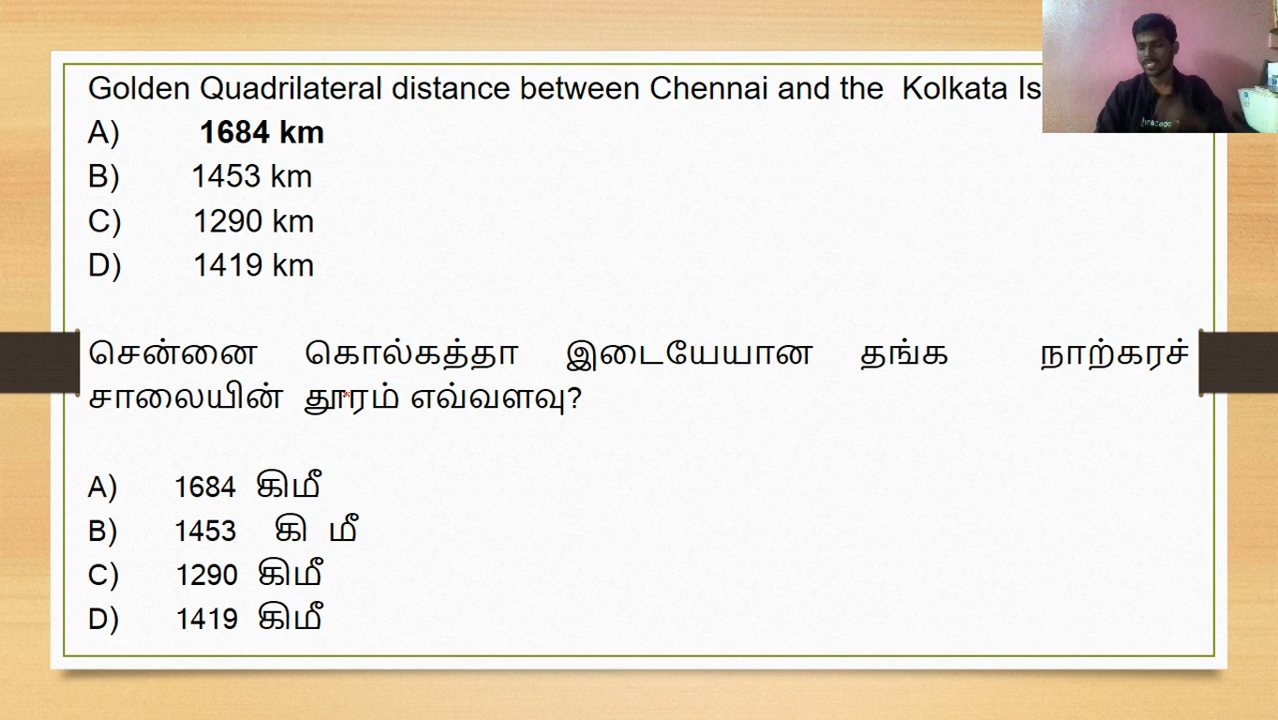 Golden Quadrilateral distance between Chennai and the Kolkata Is
A) 1684 km
B) 1453 km
C) 1290 km
D) 1419 km
சென்னை கொல்கத்தா இடையேயான தங்க நாற்கரச்
சாலையின் தூரம் எவ்வளவு?
A) 1684 கிமீ
B) 1453 கி மீ
C) 1290 கிமீ
D) 1419 கிமீ